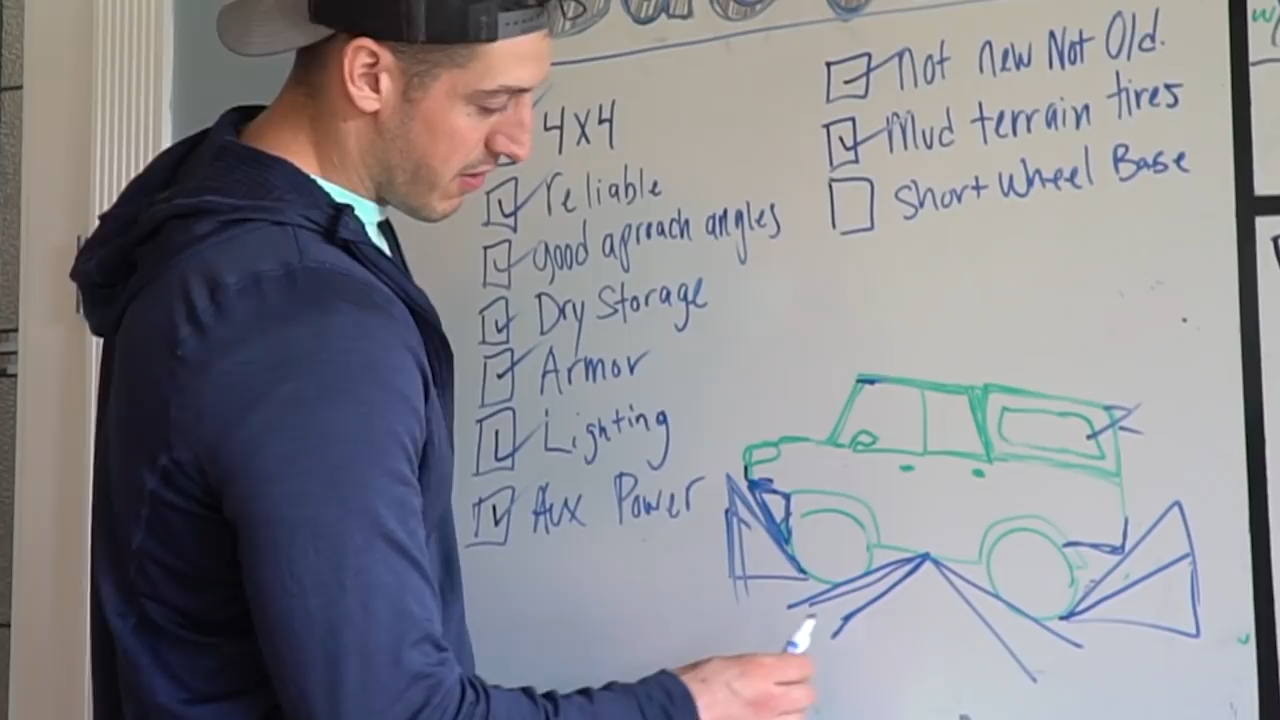 4x4
reliable
good aproach angles
Dry Storage
Armor
Lighting
Aux Power
Not new Not Old.
Mud terrain tires
Short Wheel Base